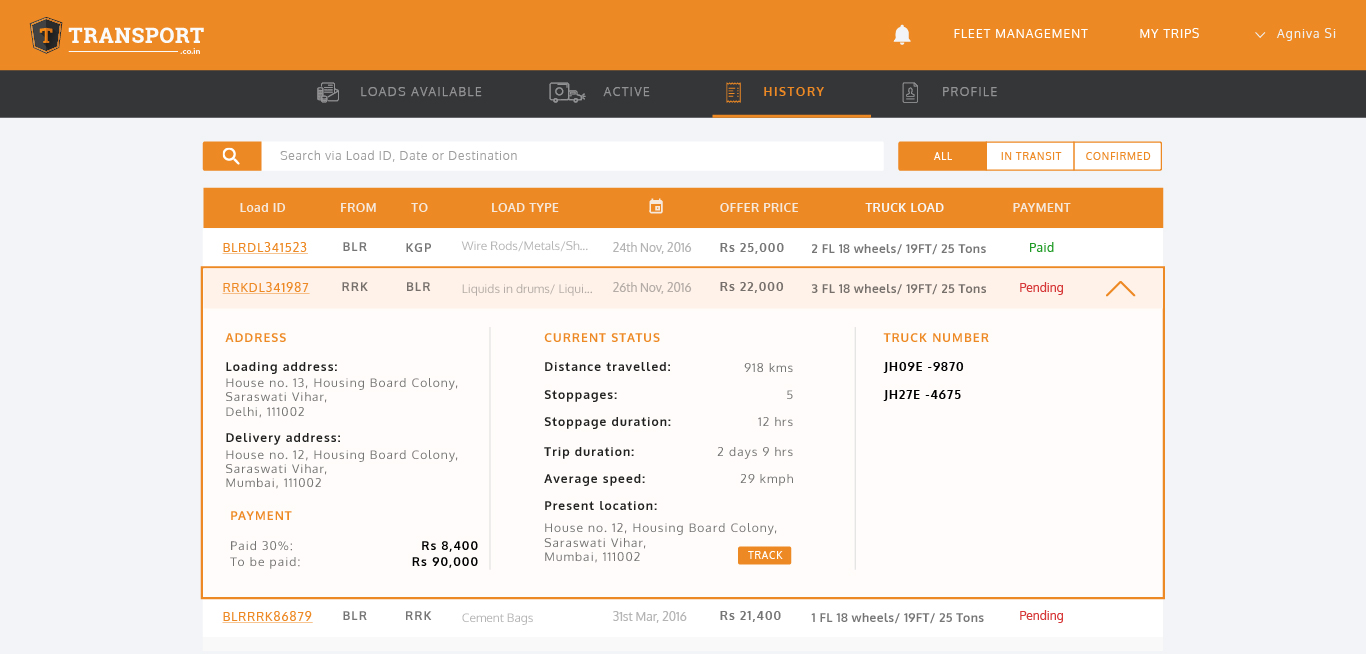 T TRANSPORT
.co.in
FLEET MANAGEMENT MY TRIPS Agniva Si
LOADS AVAILABLE ACTIVE HISTORY PROFILE
Search via Load ID, Date or Destination ALL IN TRANSIT CONFIRMED
Load ID FROM TO LOAD TYPE OFFER PRICE TRUCK LOAD PAYMENT
BLRDL341523 BLR KGP Wire Rods/Metals/Sh... 24th Nov, 2016 Rs 25,000 2 FL 18 wheels/ 19FT/ 25 Tons Paid
RRKDL341987 RRK BLR Liquids in drums/ Liqui... 26th Nov, 2016 Rs 22,000 3 FL 18 wheels/ 19FT/ 25 Tons Pending
ADDRESS
Loading address:
House no. 13, Housing Board Colony,
Saraswati Vihar,
Delhi, 111002
Delivery address:
House no. 12, Housing Board Colony,
Saraswati Vihar,
Mumbai, 111002
PAYMENT
Paid 30%: Rs 8,400
To be paid: Rs 90,000
CURRENT STATUS
Distance travelled: 918 kms
Stoppages: 5
Stoppage duration: 12 hrs
Trip duration: 2 days 9 hrs
Average speed: 29 kmph
Present location:
House no. 12, Housing Board Colony,
Saraswati Vihar,
Mumbai, 111002
TRACK
TRUCK NUMBER
JH09E -9870
JH27E -4675
BLRRRK86879 BLR RRK Cement Bags 31st Mar, 2016 Rs 21,400 1 FL 18 wheels/ 19FT/ 25 Tons Pending